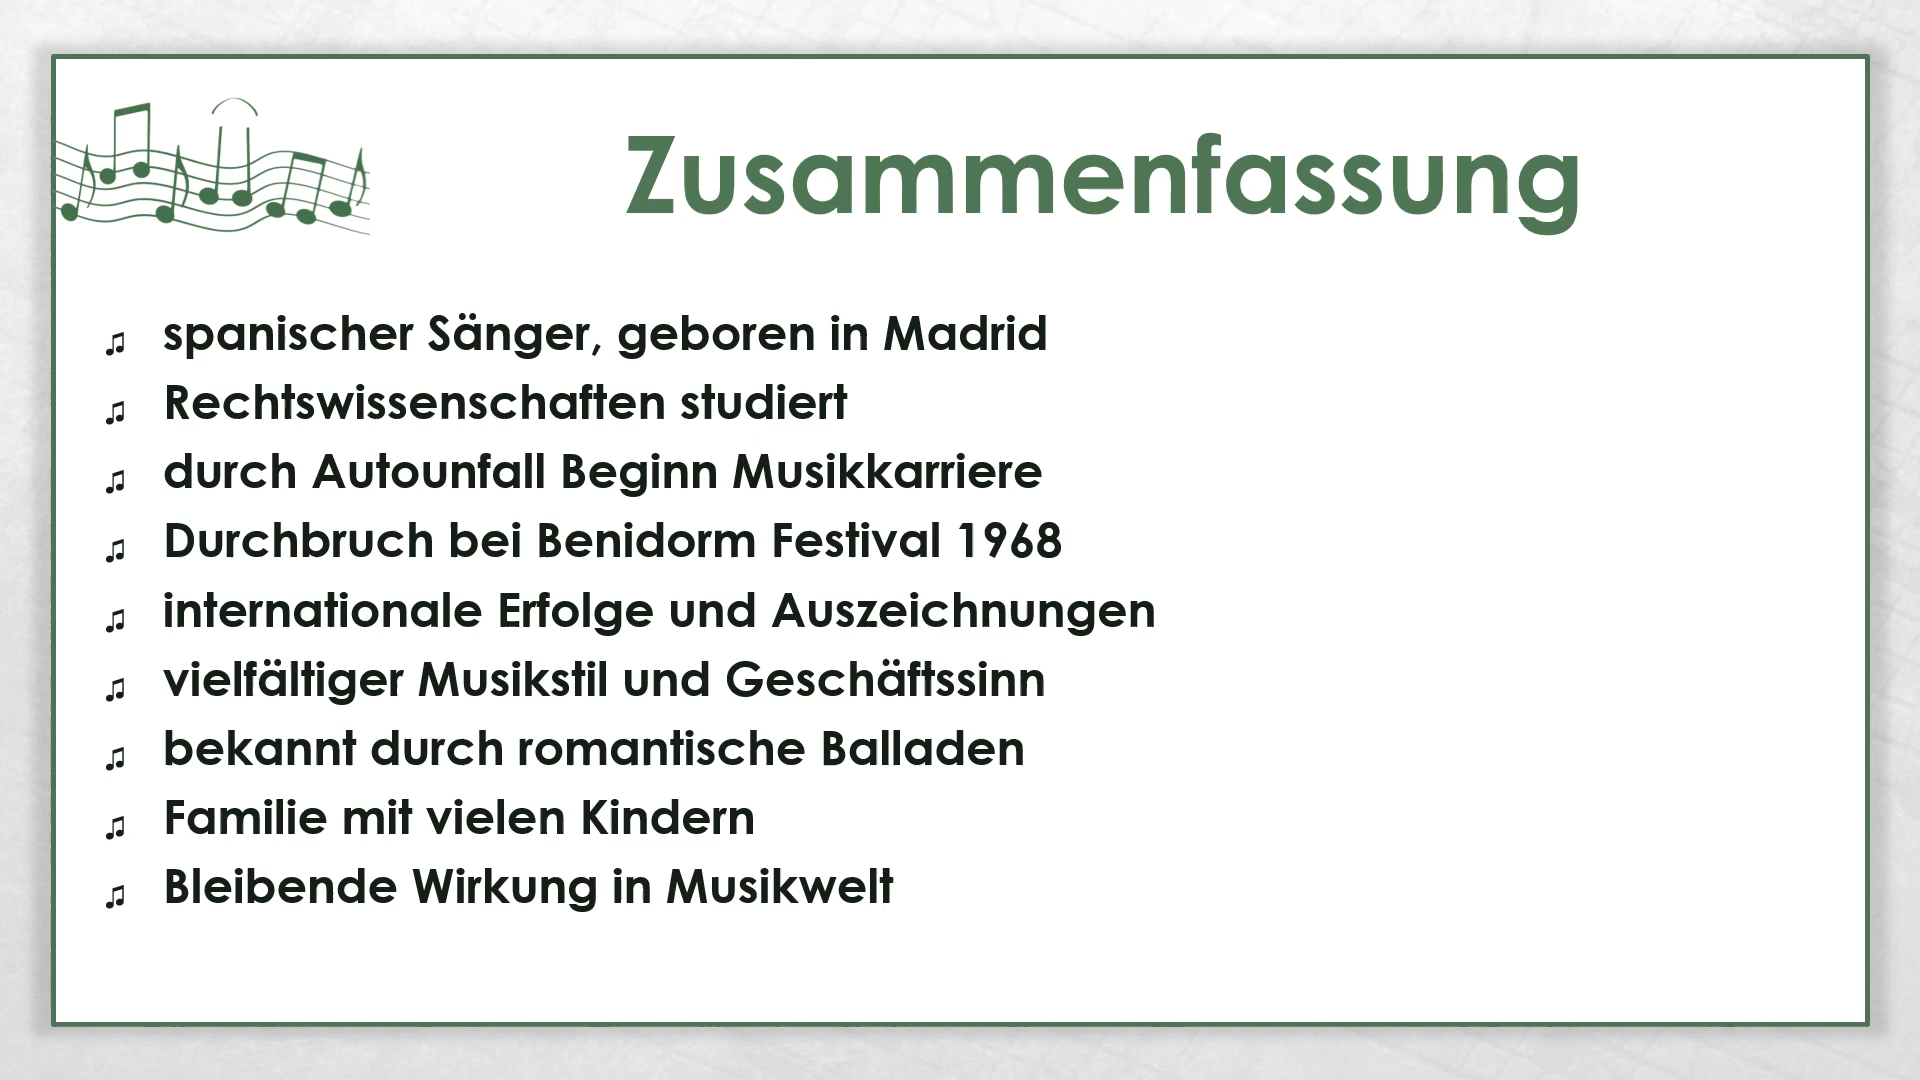 Zusammenfassung
♫ spanischer Sänger, geboren in Madrid
♫ Rechtswissenschaften studiert
♫ durch Autounfall Beginn Musikkarriere
♫ Durchbruch bei Benidorm Festival 1968
♫ internationale Erfolge und Auszeichnungen
♫ vielfältiger Musikstil und Geschäftssinn
♫ bekannt durch romantische Balladen
♫ Familie mit vielen Kindern
♫ Bleibende Wirkung in Musikwelt